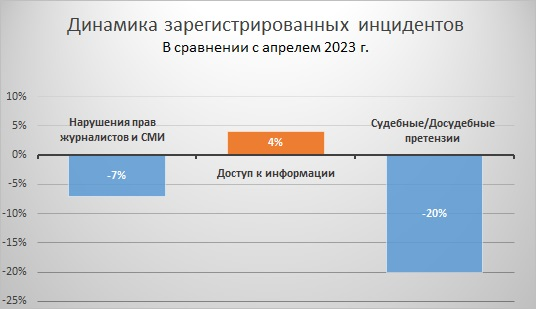 Динамика зарегистрированных инцидентов
В сравнении с апрелем 2023 г.
10%
5%
0%
-5%
-10%
-15%
-20%
-25%
Нарушения прав
журналистов и СМИ
-7%
4%
Доступ к информации
Судебные/Досудебные
претензии
-20%